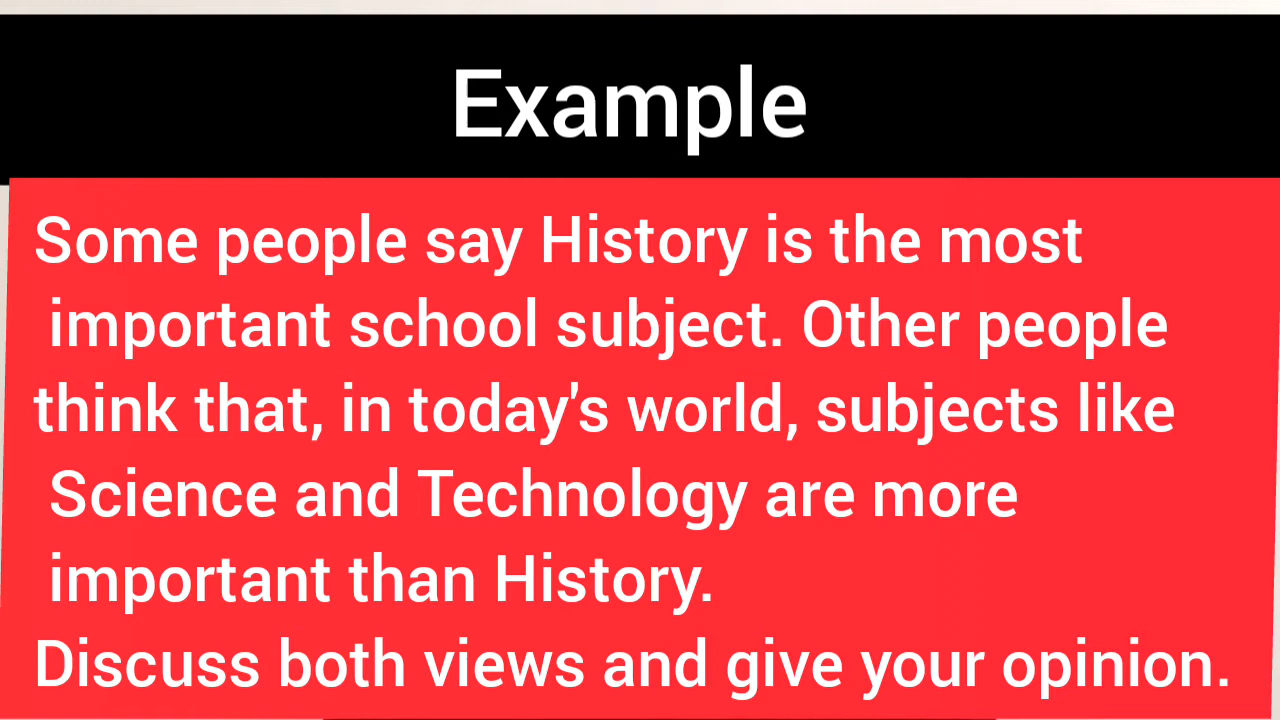 Example
Some people say History is the most
important school subject. Other people
think that, in today's world, subjects like
Science and Technology are more
important than History.
Discuss both views and give your opinion.